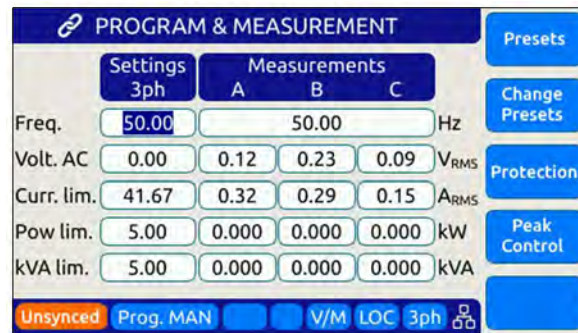 PROGRAM & MEASUREMENT
Settings 3ph Measurements A B C
Freq. 50.00 50.00 Hz
Volt. AC 0.00 0.12 0.23 0.09 VRMS
Curr. lim. 41.67 0.32 0.29 0.15 ARMS
Pow lim. 5.00 0.000 0.000 0.000 kW
kVA lim. 5.00 0.000 0.000 0.000 kVA
Unsynced Prog. MAN V/M LOC 3ph
Presets
Change
Presets
Protection
Peak
Control